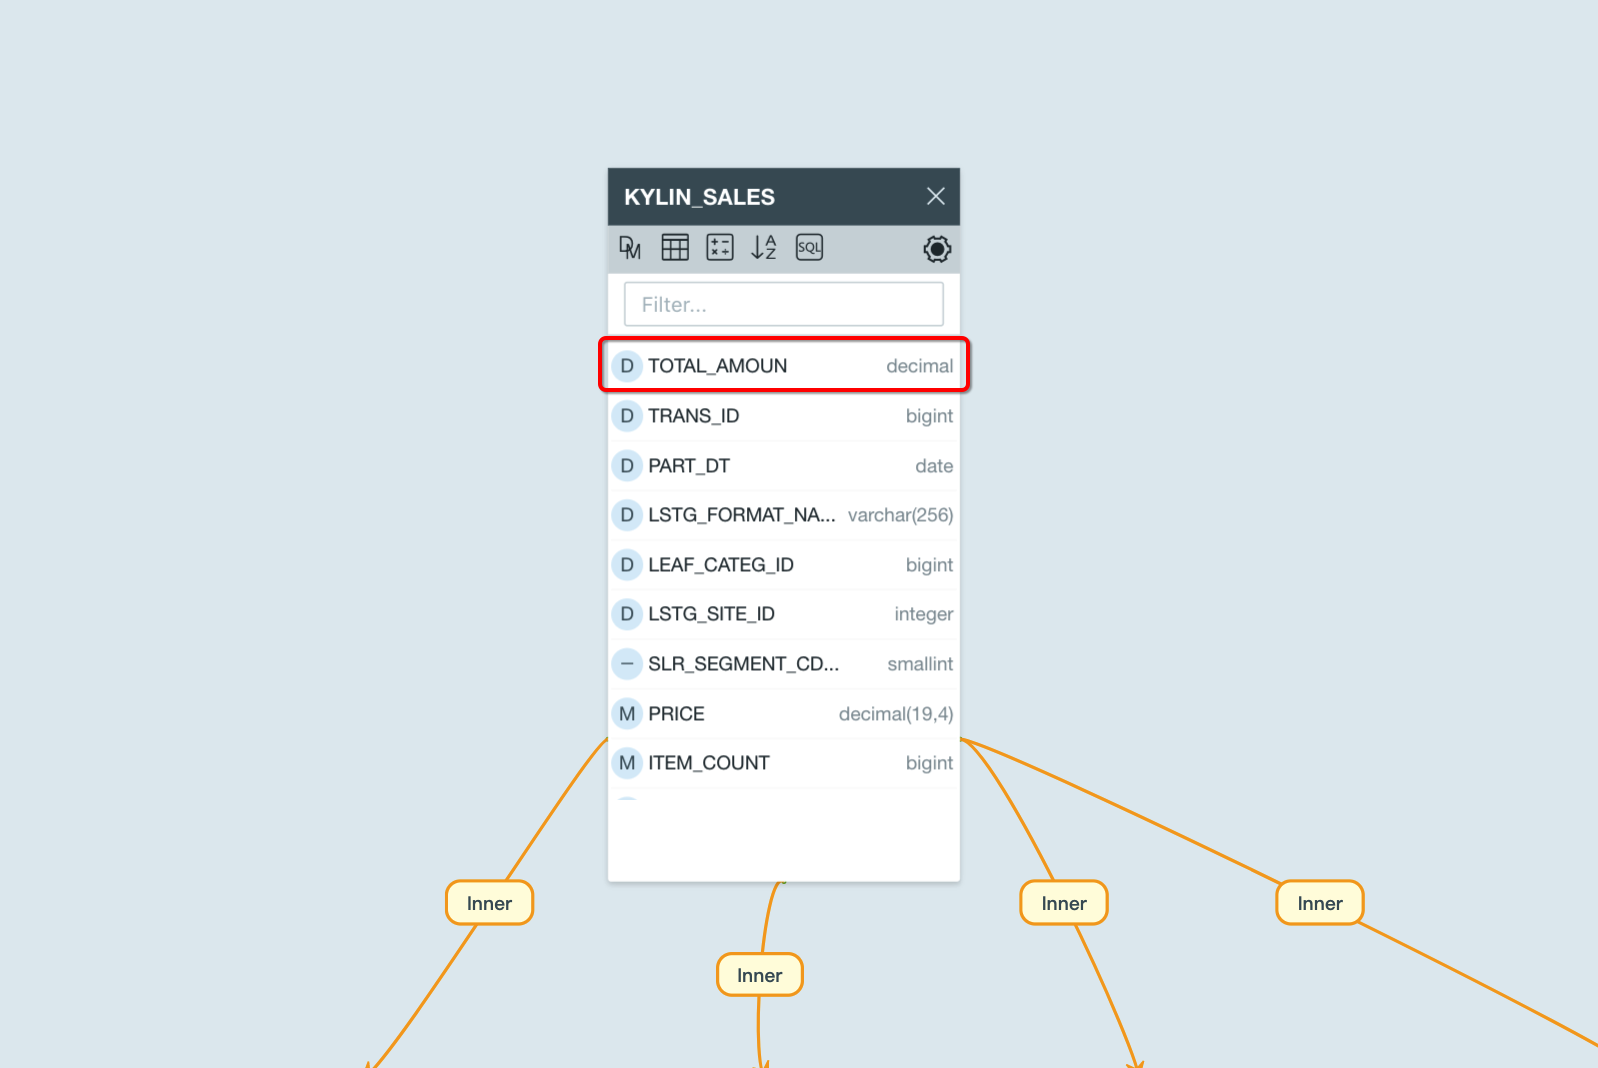 KYLIN_SALES
DM A Z SQL
Filter...
D TOTAL_AMOUN decimal
D TRANS_ID bigint
D PART_DT date
D LSTG_FORMAT_NA... varchar(256)
D LEAF_CATEG_ID bigint
D LSTG_SITE_ID integer
– SLR_SEGMENT_CD... smallint
M PRICE decimal(19,4)
M ITEM_COUNT bigint
Inner Inner Inner
Inner